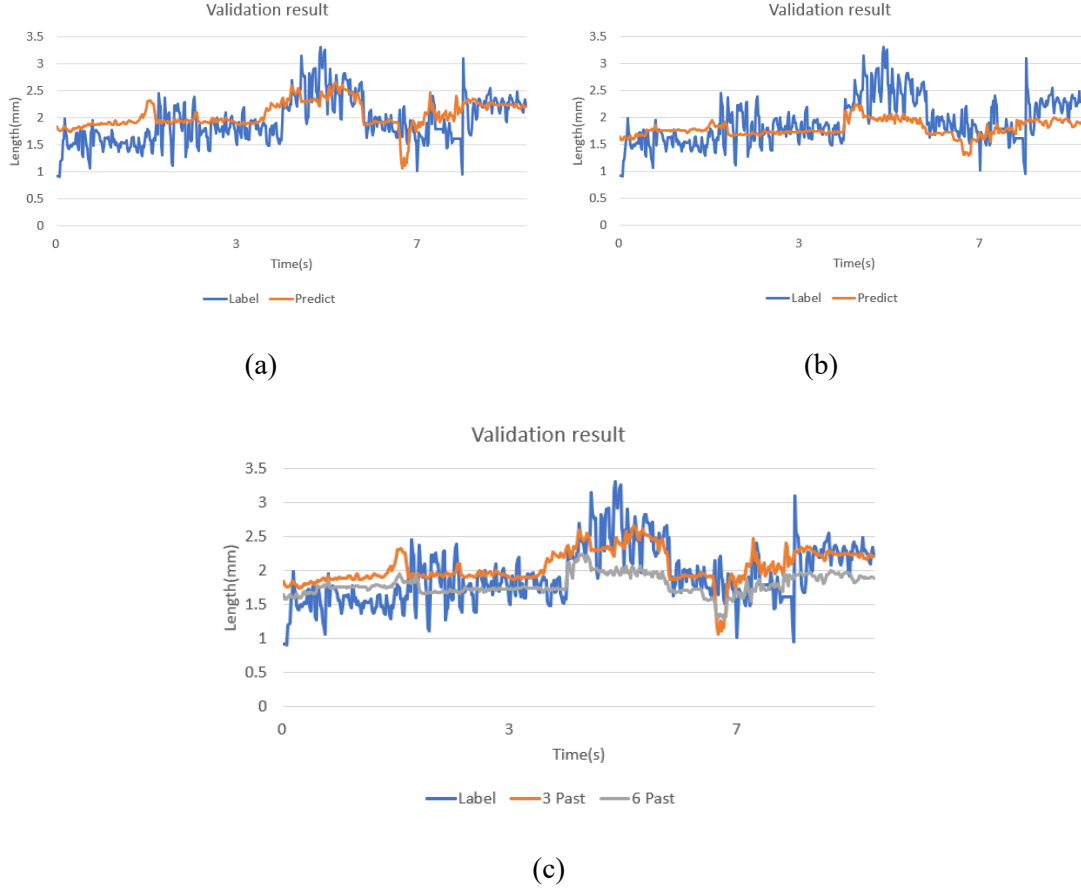 Validation result
3.5
3
2.5
2
1.5
1
0.5
0
Length(mm)
0 3 7
Time(s)
Label Predict
(a)
Validation result
3.5
3
2.5
2
1.5
1
0.5
0
Length(mm)
0 3 7
Time(s)
Label Predict
(b)
Validation result
3.5
3
2.5
2
1.5
1
0.5
0
Length(mm)
0 3 7
Time(s)
Label 3 Past 6 Past
(c)